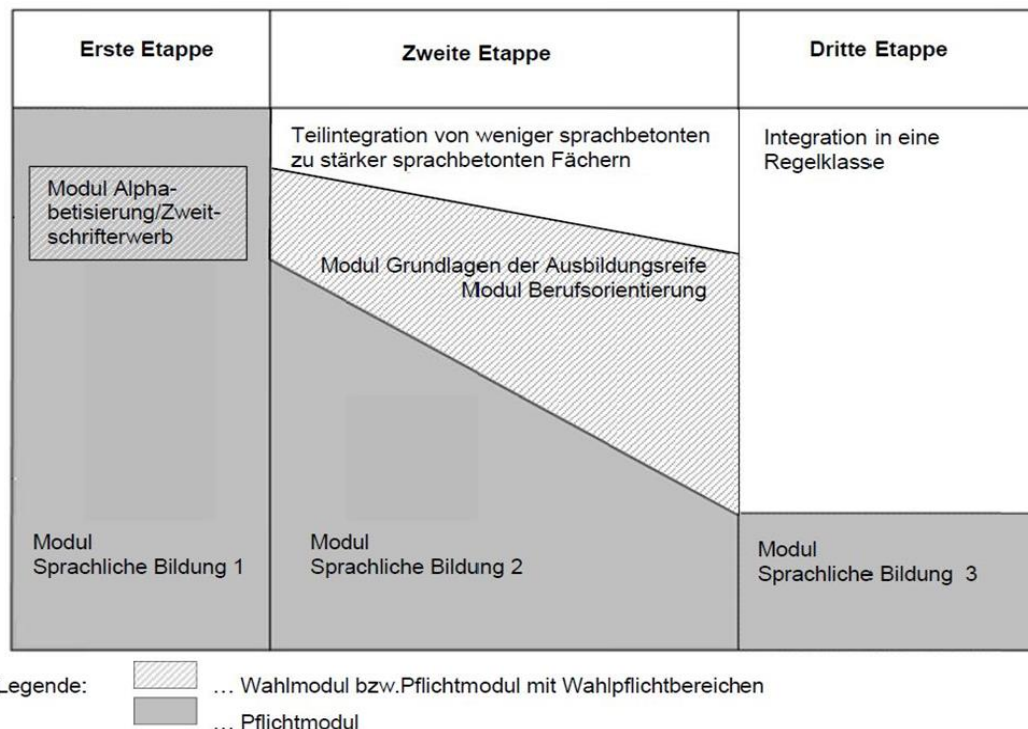 Erste Etappe
Zweite Etappe
Dritte Etappe
Modul Alpha-
betisierung/Zweit-
schrifterwerb
Modul
Sprachliche Bildung 1
Teilintegration von weniger sprachbetonten
zu stärker sprachbetonten Fächern
Modul Grundlagen der Ausbildungsreife
Modul Berufsorientierung
Modul
Sprachliche Bildung 2
Integration in eine
Regelklasse
Modul
Sprachliche Bildung 3
Legende:
... Wahlmodul bzw.Pflichtmodul mit Wahlpflichtbereichen
... Pflichtmodul